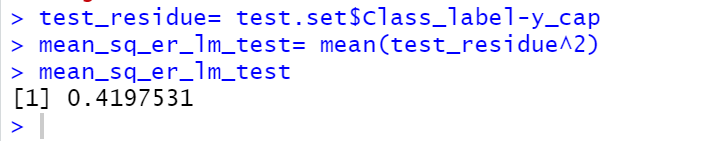 > test_residue= test.set$Class_label-y_cap
> mean_sq_er_lm_test= mean(test_residue^2)
> mean_sq_er_lm_test
[1] 0.4197531
>